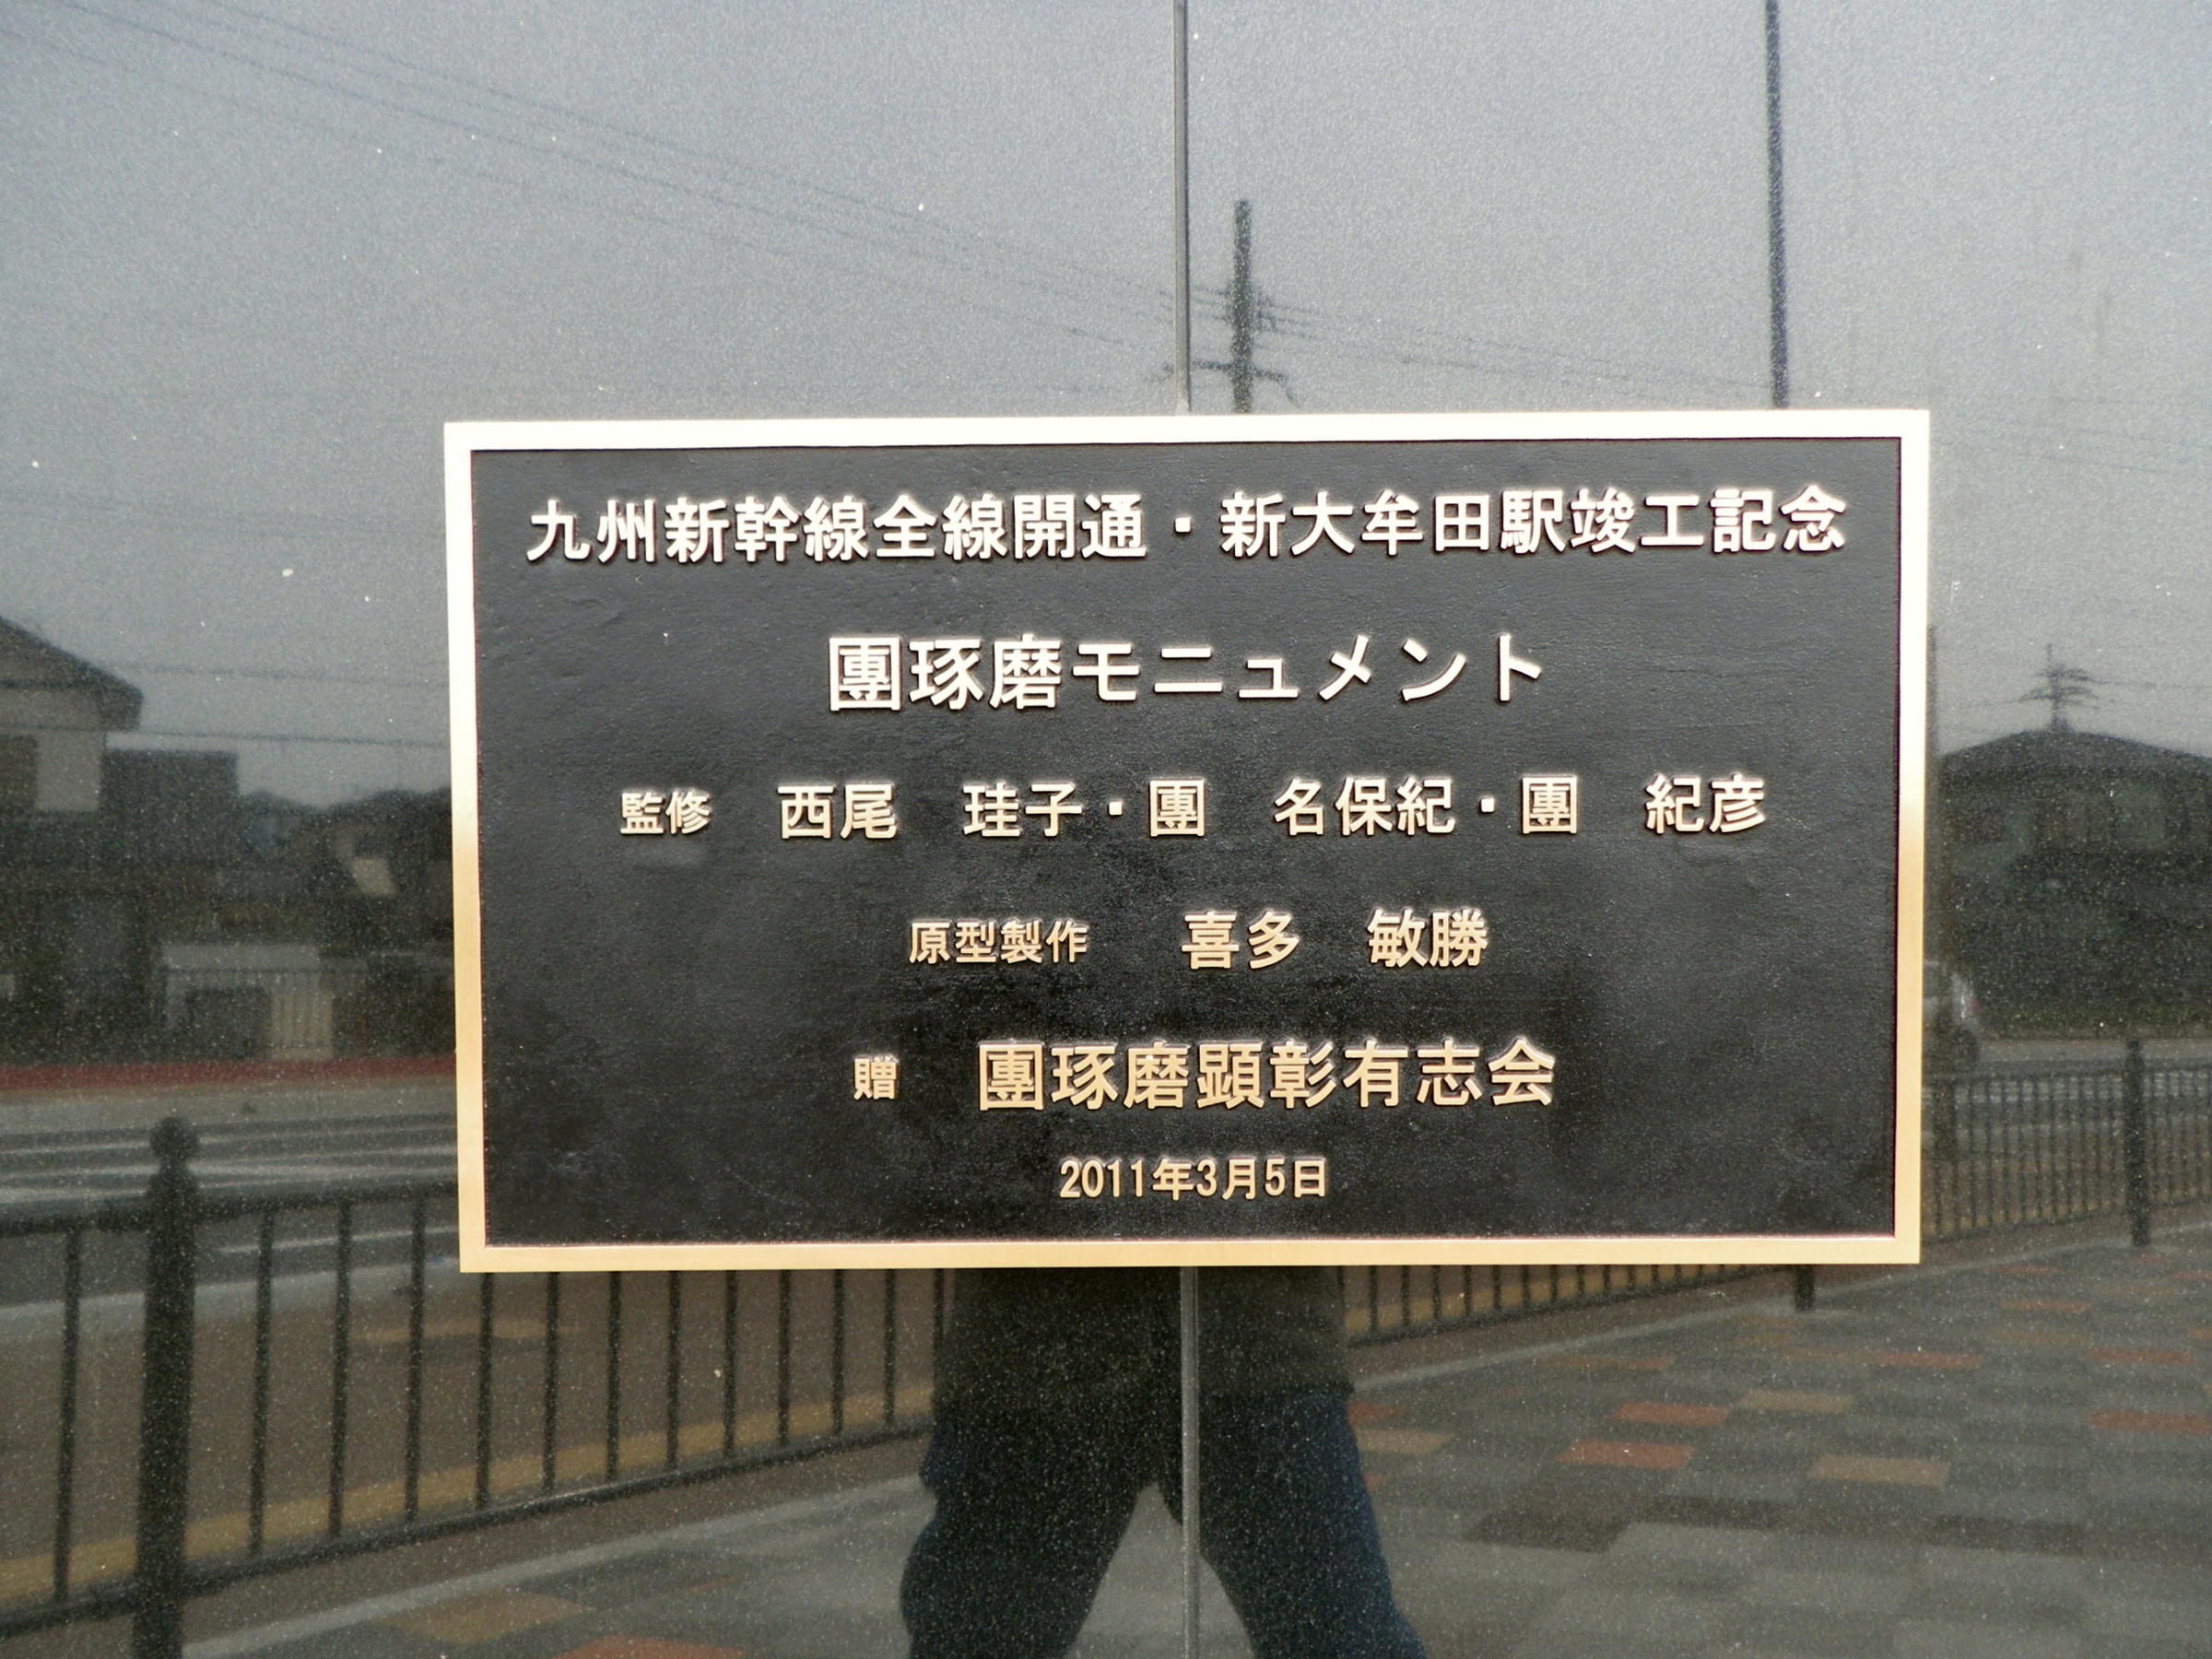 九州新幹線全線開通・新大牟田駅竣工記念
團琢磨モニュメント
監修　西尾　珪子・團　名保紀・團　紀彦
原型製作　喜多　敏勝
贈　團琢磨顕彰有志会
2011年3月5日